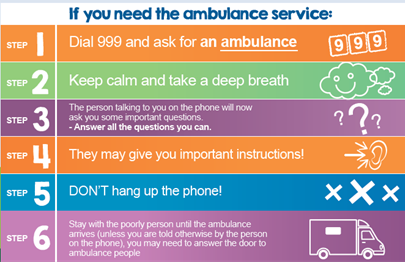 If you need the ambulance service:
STEP 1 Dial 999 and ask for an ambulance 999
STEP 2 Keep calm and take a deep breath
STEP 3 The person talking to you on the phone will now
ask you some important questions.
- Answer all the questions you can.
? ? ?
STEP 4 They may give you important instructions!
STEP 5 DON'T hang up the phone!
STEP 6 Stay with the poorly person until the ambulance
arrives (unless you are told otherwise by the person
on the phone), you may need to answer the door to
ambulance people